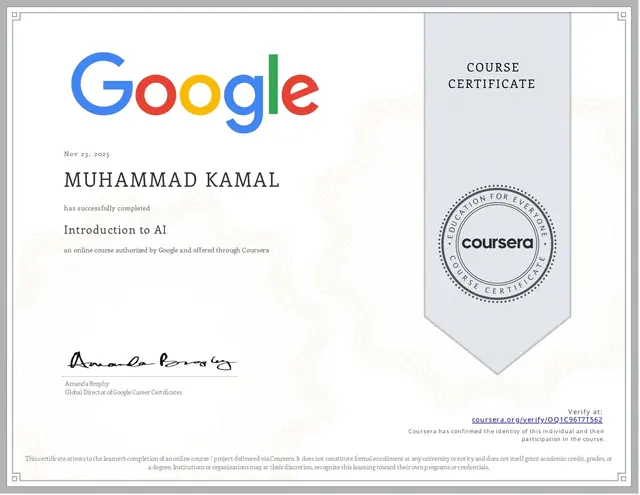 Google
COURSE
CERTIFICATE
Nov 23, 2025
MUHAMMAD KAMAL
has successfully completed
Introduction to AI
an online course authorized by Google and offered through Coursera
EDUCATION FOR EVERYONE
coursera
COURSE CERTIFICATE
Amanda Brophy
Amanda Brophy
Global Director of Google Career Certificates
Verify at:
coursera.org/verify/OQ1C96T7T562
Coursera has confirmed the identity of this individual and their
participation in the course.
This certificate attests to the learner's completion of an online course / project delivered via Coursera. It does not constitute formal enrollment at any university or entity and does not itself grant academic credit, grades, or
a degree. Institutions or organizations may, at their discretion, recognize this learning toward their own programs or credentials.